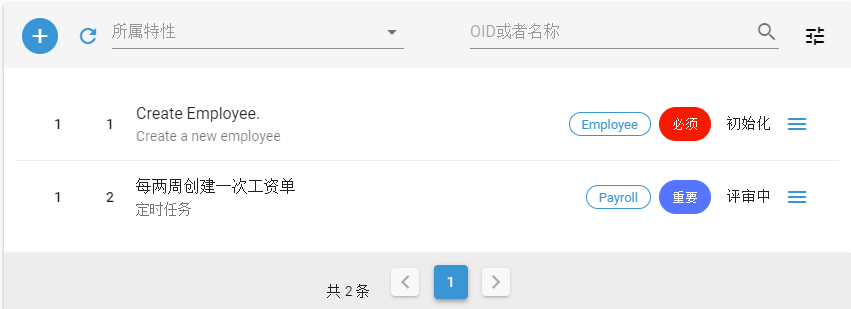 所属特性 OID或者名称
1 1 Create Employee. Employee 必须 初始化
Create a new employee
1 2 每两周创建一次工资单 Payroll 重要 评审中
定时任务
共 2 条 1